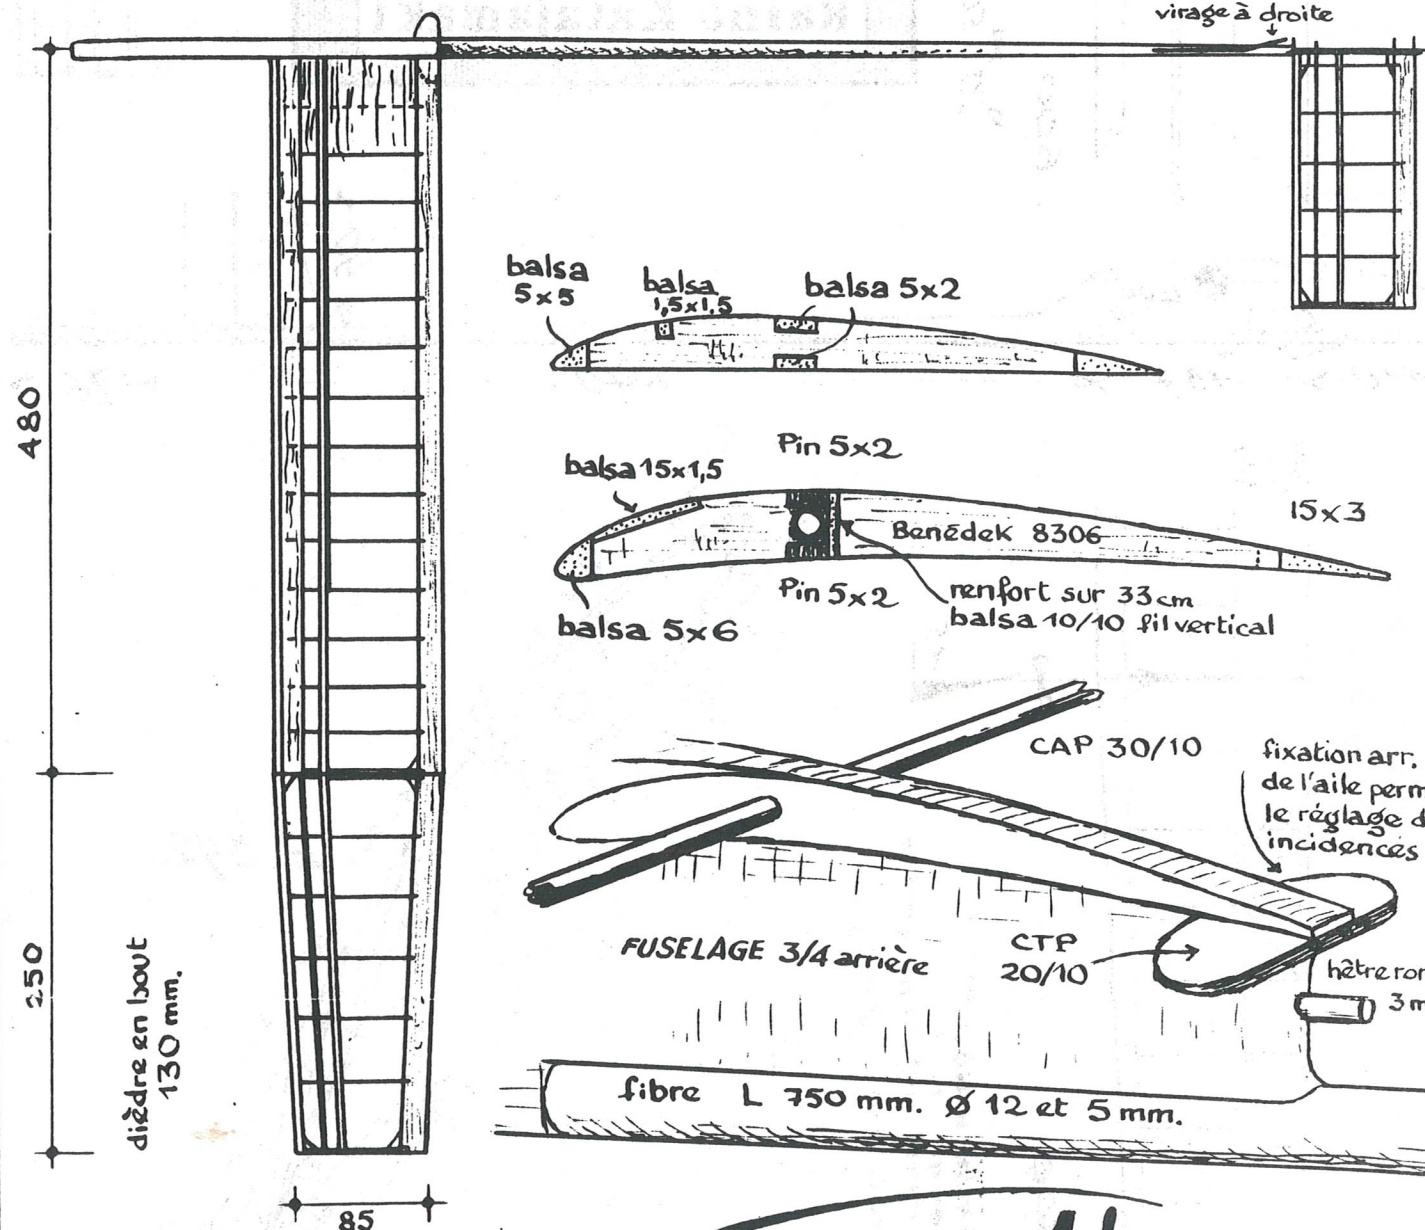 virage à droite
balsa
5x5
balsa
1,5x1,5
balsa 5x2
480
Pin 5x2
balsa 15x1,5
15x3
Benédek 8306
Pin 5x2
renfort sur 33cm
balsa 10/10 fil vertical
balsa 5x6
CAP 30/10
fixation arr.
de l'aile perm
le réglage d
incidences
FUSELAGE 3/4 arrière
CTP
20/10
hêtre ron
3 m
250
dièdre en bout
130 mm.
fibre L 750 mm. Ø 12 et 5 mm.
85